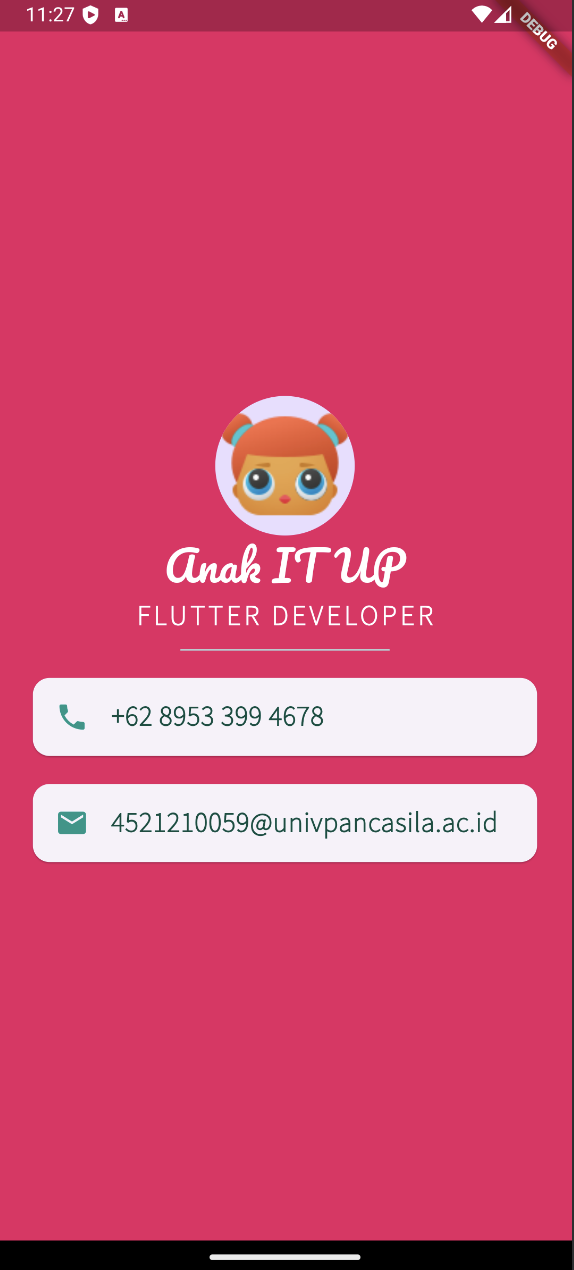 11:27
DEBUG
Anak IT UP
FLUTTER DEVELOPER
+62 8953 399 4678
4521210059@univpancasila.ac.id